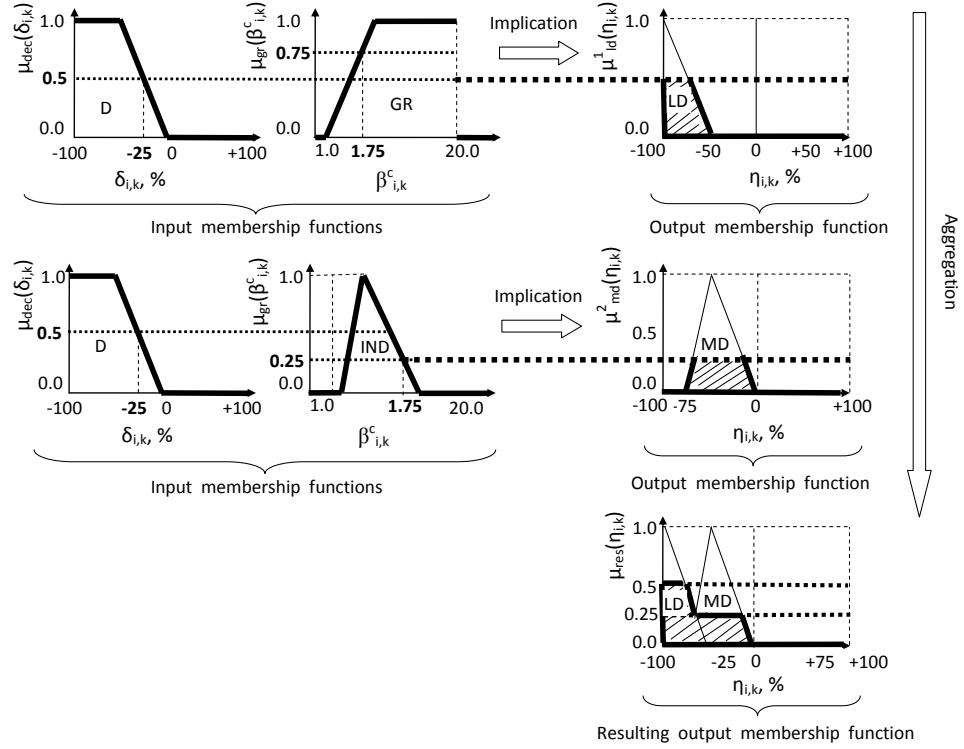 μdec(δi,k)
1.0
0.5
0.0
D
-100
-25
0
+100
δi,k, %
μgr(βci,k)
1.0
0.75
0.0
GR
1.0
1.75
20.0
βci,k
Input membership functions
Implication
μ1ld(ηi,k)
1.0
0.5
0.0
LD
-100
-50
0
+50
+100
ηi,k, %
Output membership function
Aggregation
μdec(δi,k)
1.0
0.5
0.0
D
-100
-25
0
+100
δi,k, %
μgr(βci,k)
1.0
0.25
0.0
IND
1.0
1.75
20.0
βci,k
Input membership functions
Implication
μ2md(ηi,k)
1.0
0.5
0.0
MD
-100
-75
0
+100
ηi,k, %
Output membership function
μres(ηi,k)
1.0
0.5
0.25
0.0
LD
MD
-100
-25
0
+75
+100
ηi,k, %
Resulting output membership function